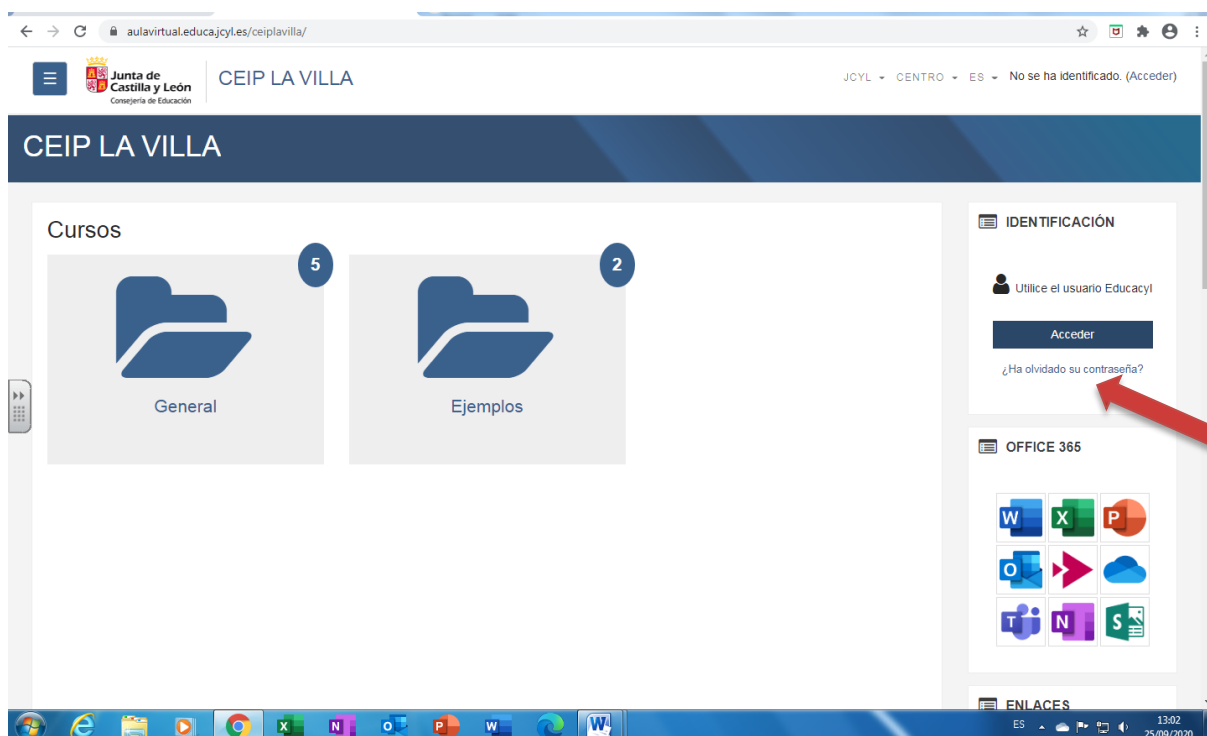 aulavirtual.educa.jcyl.es/ceiplavilla/
Junta de
Castilla y León
Consejería de Educación
CEIP LA VILLA
JCYL CENTRO ES No se ha identificado. (Acceder)
CEIP LA VILLA
Cursos
5
General
2
Ejemplos
IDENTIFICACIÓN
Utilice el usuario Educacyl
Acceder
¿Ha olvidado su contraseña?
OFFICE 365
W X P
O
T N S
ENLACES
X N O P W W
ES 13:02
25/09/2020